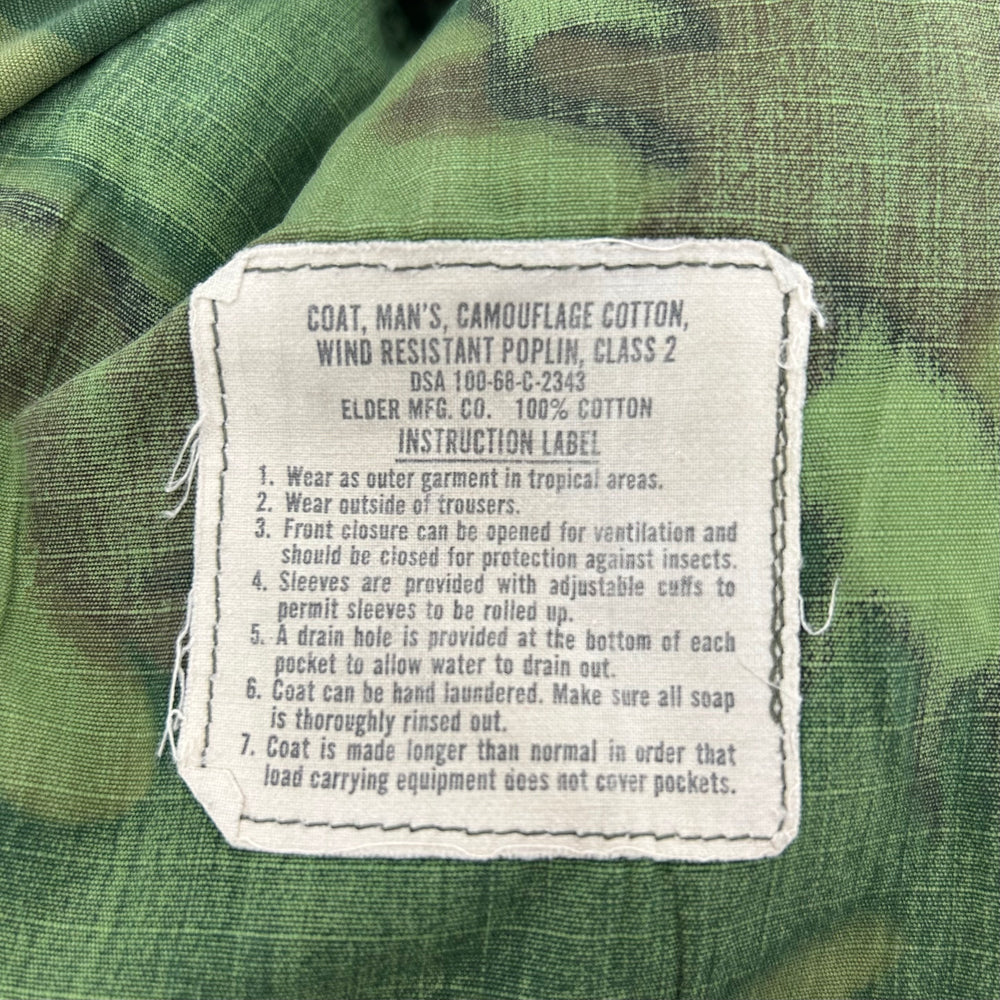 COAT, MAN'S, CAMOUFLAGE COTTON,
WIND RESISTANT POPLIN, CLASS 2
DSA 100-68-C-2343
ELDER MFG. CO. 100% COTTON
INSTRUCTION LABEL
1. Wear as outer garment in tropical areas.
2. Wear outside of trousers.
3. Front closure can be opened for ventilation and
should be closed for protection against insects.
4. Sleeves are provided with adjustable cuffs to
permit sleeves to be rolled up.
5. A drain hole is provided at the bottom of each
pocket to allow water to drain out.
6. Coat can be hand laundered. Make sure all soap
is thoroughly rinsed out.
7. Coat is made longer than normal in order that
load carrying equipment does not cover pockets.